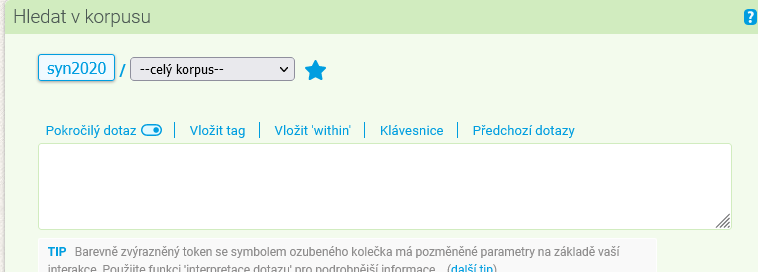 Hledat v korpusu
?
syn2020 / --celý korpus--
Pokročilý dotaz | Vložit tag | Vložit 'within' | Klávesnice | Předchozí dotazy
TIP Barevně zvýrazněný token se symbolem ozubeného kolečka má pozměněné parametry na základě vaší
interakce. Použijte funkci 'interpretace dotazu' pro podrobnější informace... (další tip)